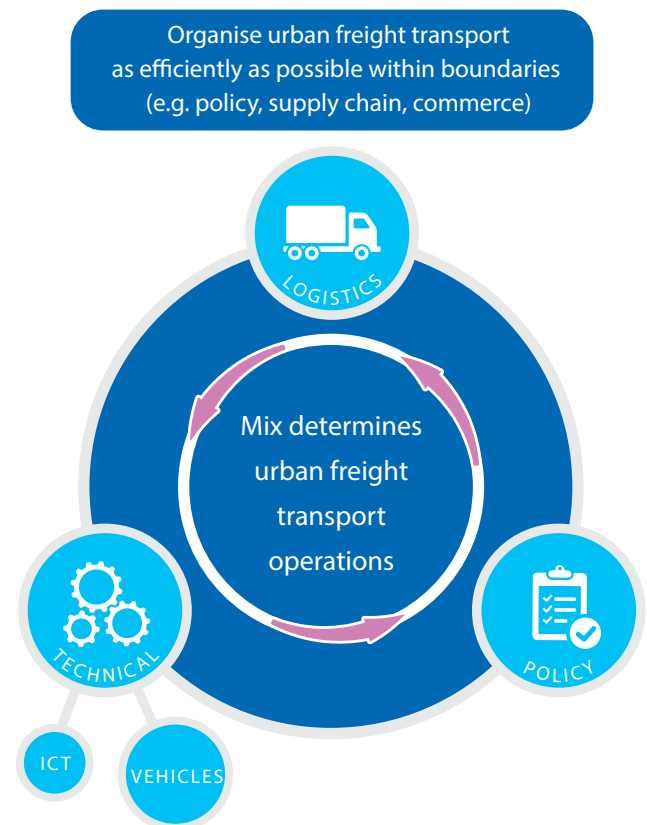 Organise urban freight transport
as efficiently as possible within boundaries
(e.g. policy, supply chain, commerce)
LOGISTICS
Mix determines
urban freight
transport
operations
TECHNICAL
POLICY
ICT
VEHICLES